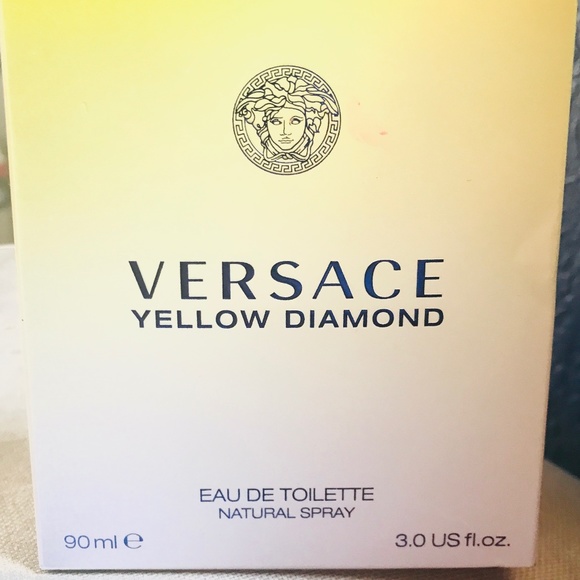 VERSACE
YELLOW DIAMOND
EAU DE TOILETTE
NATURAL SPRAY
90 ml ℮ 3.0 US fl.oz.